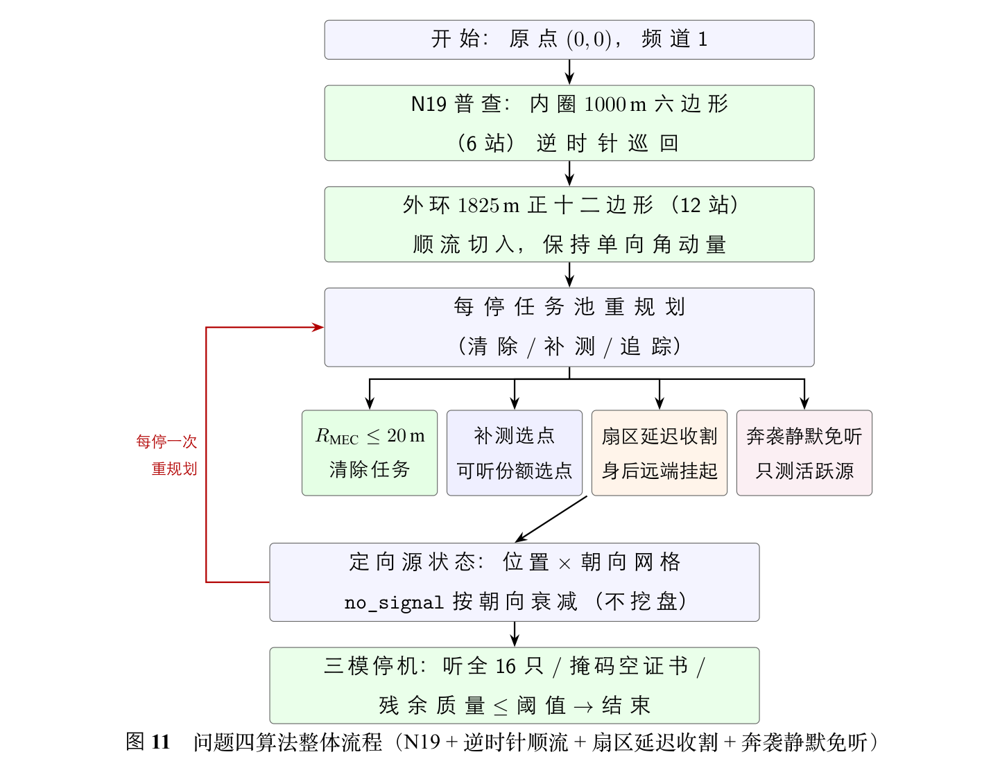 开始：原点 (0, 0)，频道 1
N19 普查：内圈 1000 m 六边形
（6 站）逆时针巡回
外环 1825 m 正十二边形（12 站）
顺流切入，保持单向角动量
每停任务池重规划
（清除 / 补测 / 追踪）
R_MEC ≤ 20 m
清除任务
补测选点
可听份额选点
扇区延迟收割
身后远端挂起
奔袭静默免听
只测活跃源
每停一次
重规划
定向源状态：位置 × 朝向网格
no_signal 按朝向衰减（不挖盘）
三模停机：听全 16 只 / 掩码空证书 /
残余质量 ≤ 阈值 → 结束
图 11 问题四算法整体流程（N19 + 逆时针顺流 + 扇区延迟收割 + 奔袭静默免听）